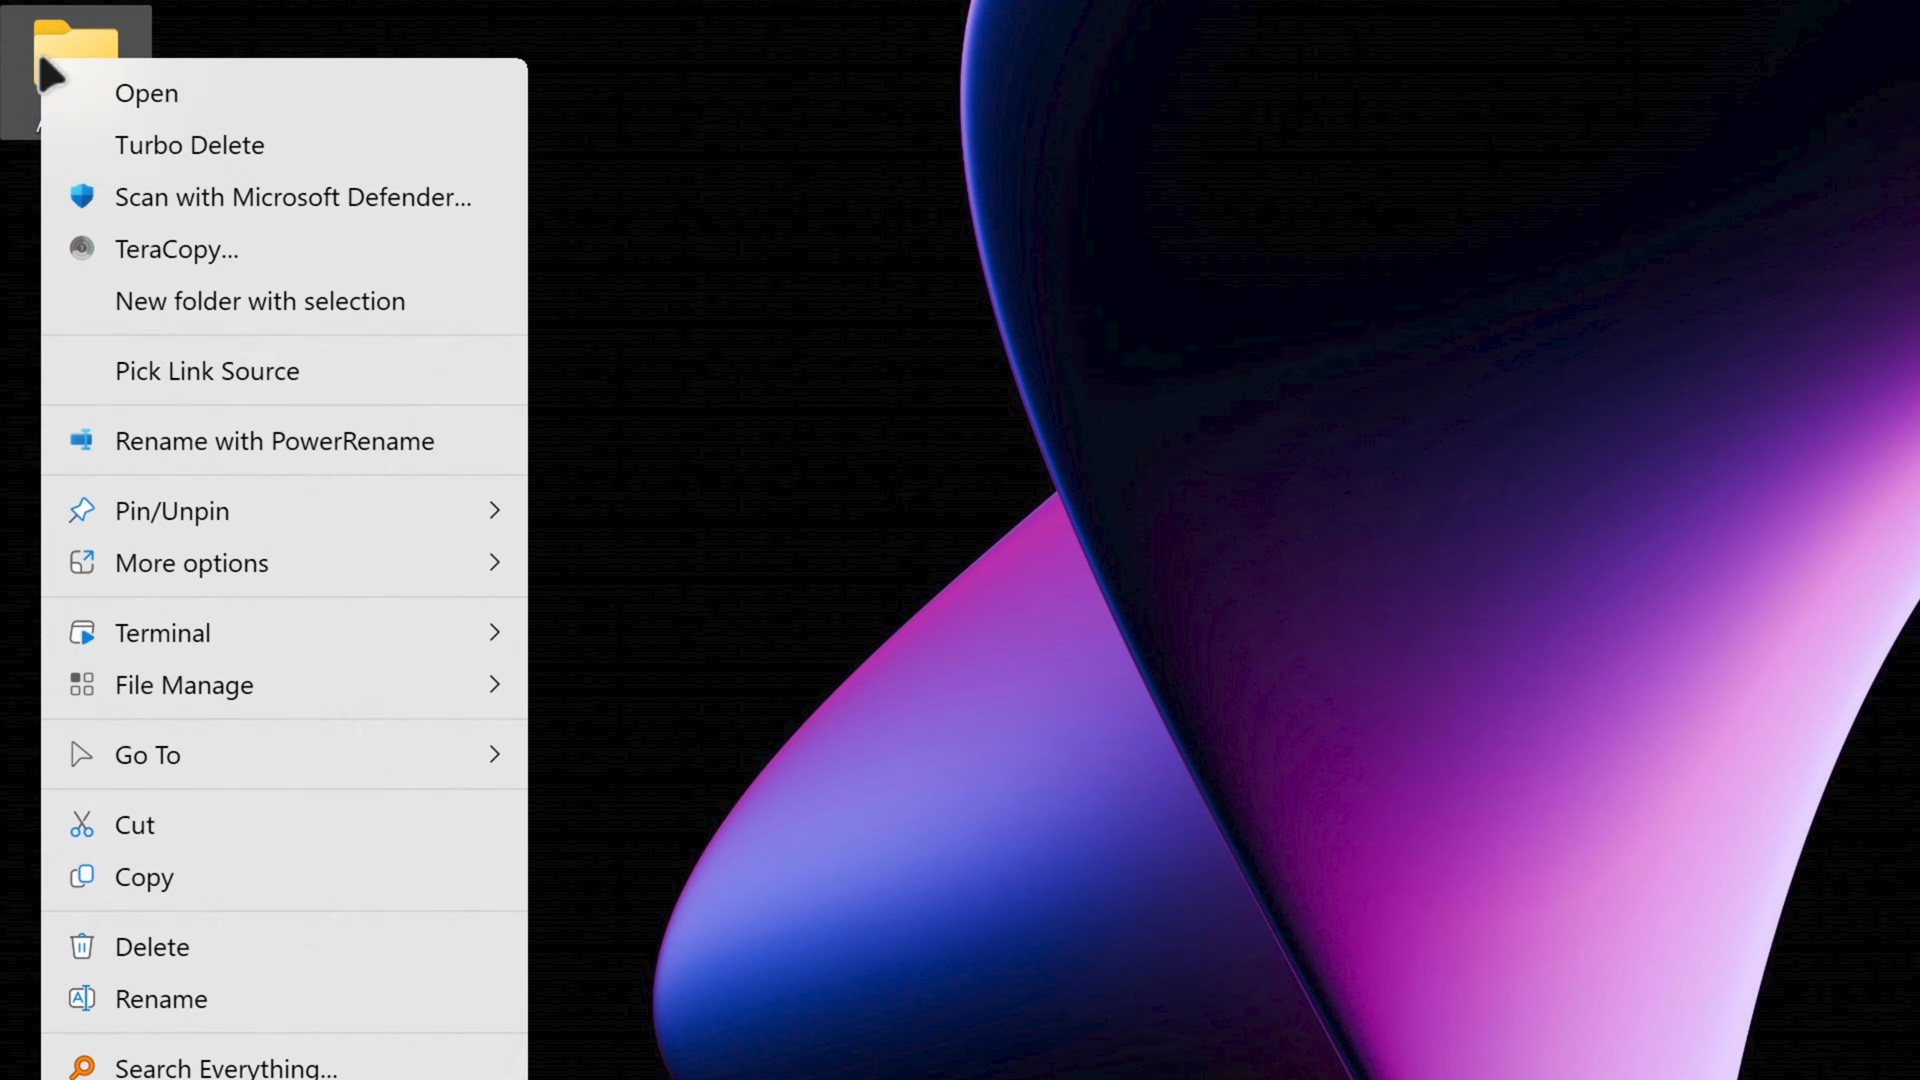 Open
Turbo Delete
Scan with Microsoft Defender...
TeraCopy...
New folder with selection
Pick Link Source
Rename with PowerRename
Pin/Unpin
More options
Terminal
File Manage
Go To
Cut
Copy
Delete
Rename
Search Everything...